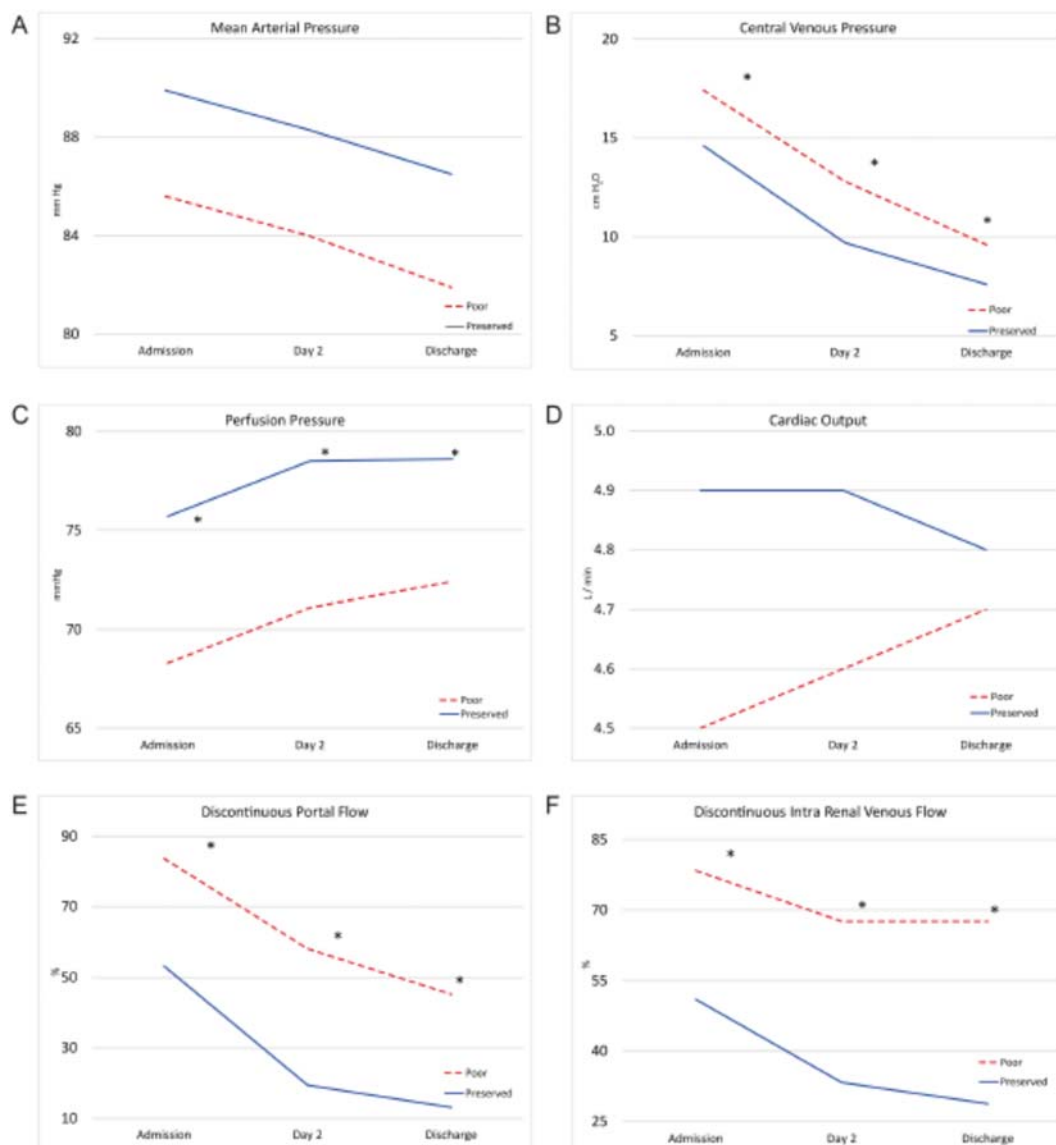 A
Mean Arterial Pressure
92
88
84
80
mm Hg
Admission
Day 2
Discharge
Poor
Preserved
B
Central Venous Pressure
20
15
10
5
cm H₂O
Admission
Day 2
Discharge
Poor
Preserved
*
*
*
C
Perfusion Pressure
80
75
70
65
mmHg
Admission
Day 2
Discharge
Poor
Preserved
*
*
*
D
Cardiac Output
5.0
4.9
4.8
4.7
4.6
4.5
L / min
Admission
Day 2
Discharge
Poor
Preserved
E
Discontinuous Portal Flow
90
70
50
30
10
%
Admission
Day 2
Discharge
Poor
Preserved
*
*
*
F
Discontinuous Intra Renal Venous Flow
85
70
55
40
25
%
Admission
Day 2
Discharge
Poor
Preserved
*
*
*